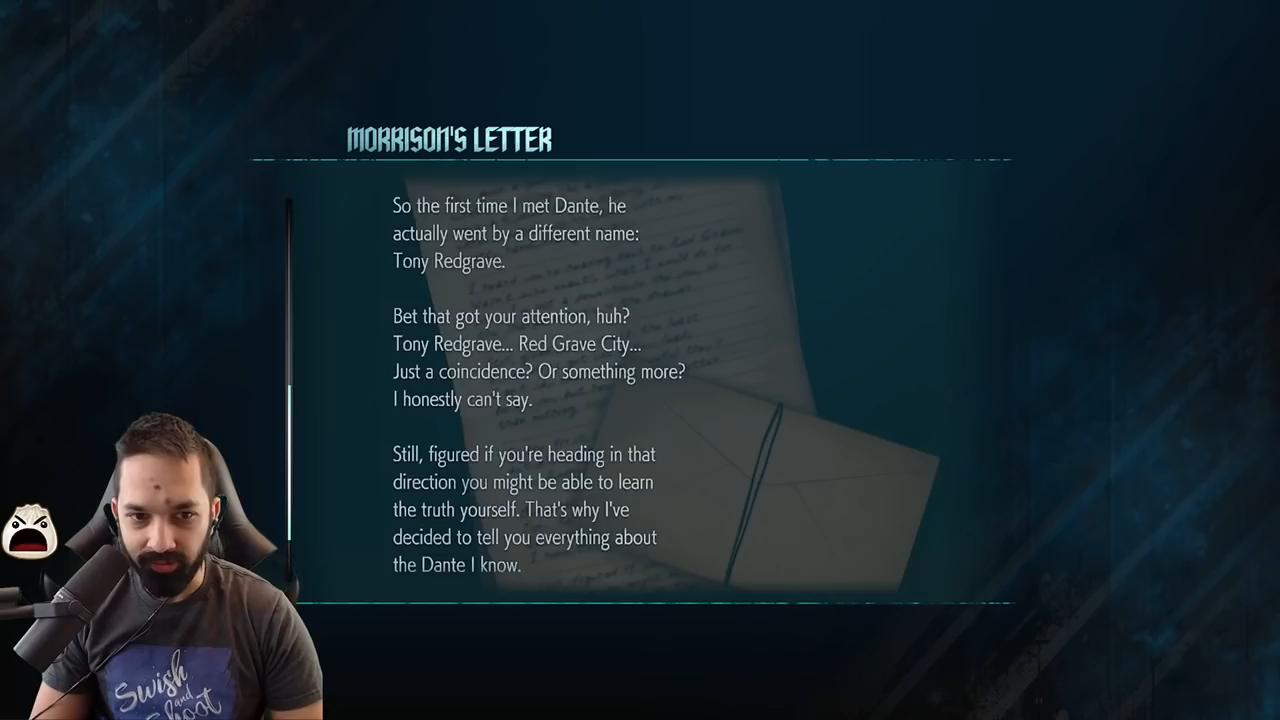 MORRISON'S LETTER
So the first time I met Dante, he
actually went by a different name:
Tony Redgrave.
Bet that got your attention, huh?
Tony Redgrave... Red Grave City...
Just a coincidence? Or something more?
I honestly can't say.
Still, figured if you're heading in that
direction you might be able to learn
the truth yourself. That's why I've
decided to tell you everything about
the Dante I know.
Swish
and
Shoot